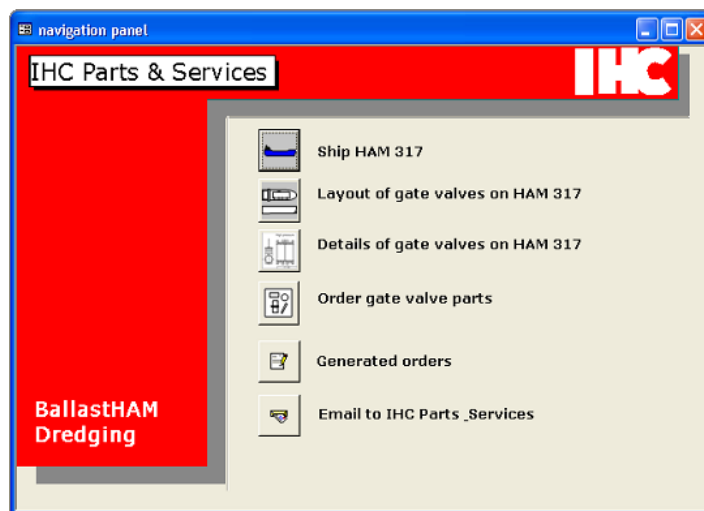 navigation panel
IHC Parts & Services
IHC
Ship HAM 317
Layout of gate valves on HAM 317
Details of gate valves on HAM 317
Order gate valve parts
Generated orders
Email to IHC Parts _Services
BallastHAM
Dredging